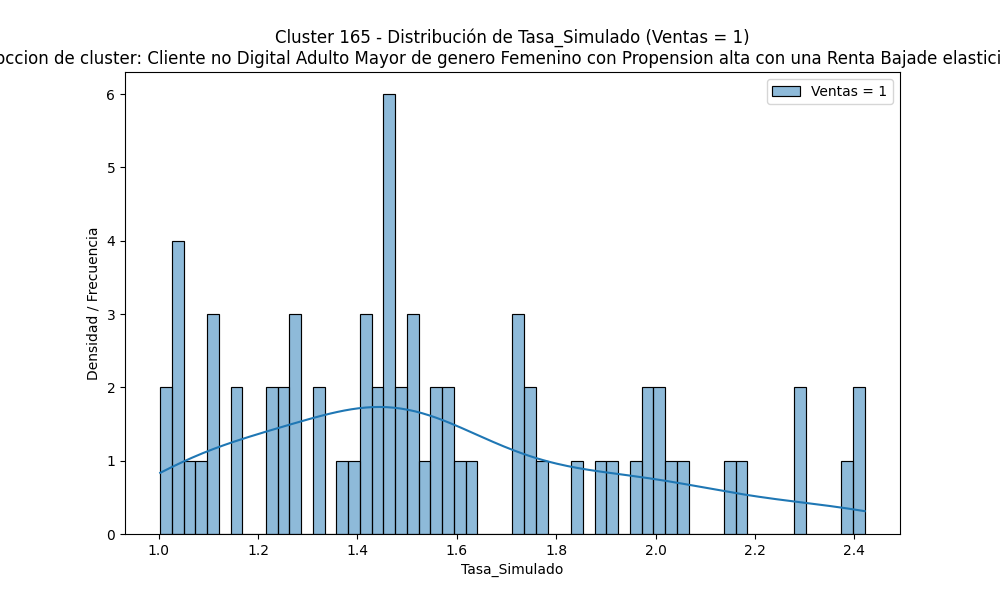 Cluster 165 - Distribución de Tasa_Simulado (Ventas = 1)
de cluster: Cliente no Digital Adulto Mayor de genero Femenino con Propension alta con una Renta Bajade
Ventas = 1
Densidad / Frecuencia
6
5
4
3
2
1
0
1.0 1.2 1.4 1.6 1.8 2.0 2.2 2.4
Tasa_Simulado